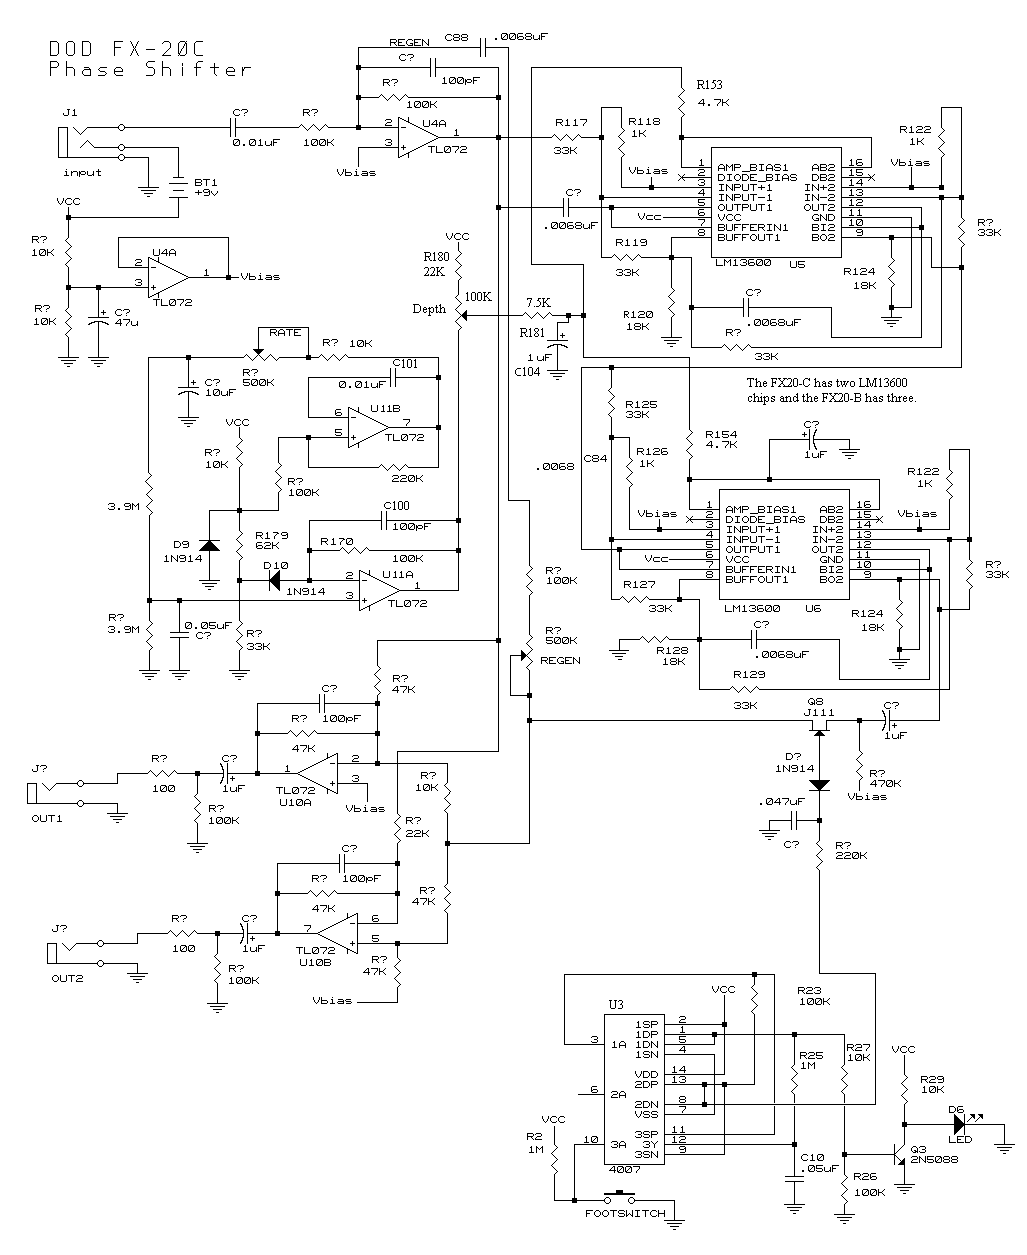 DOD FX-20C
Phase Shifter
REGEN
C88
.0068uF
C?
100pF
R?
100K
J1
input
C?
0.01uF
R?
100K
2
3
1
U4A
TL072
Vbias
BT1
+9v
VCC
R?
10K
R?
10K
C?
47u
U4A
2
3
1
TL072
Vbias
R117
33K
R118
1K
Vbias
R153
4.7K
C?
.0068uF
Vcc
R119
33K
R120
18K
1
2
3
4
5
6
7
8
AMP_BIAS1
DIODE_BIAS
INPUT+1
INPUT-1
OUTPUT1
VCC
BUFFERIN1
BUFFOUT1
AB2
DB2
IN+2
IN-2
OUT2
GND
BI2
BO2
16
15
14
13
12
11
10
9
LM13600
U5
R122
1K
Vbias
R?
33K
R124
18K
C?
.0068uF
R?
33K
VCC
R180
22K
100K
Depth
7.5K
R181
1uF
C104
RATE
R?
500K
R?
10K
C?
10uF
C101
0.01uF
U11B
6
5
7
TL072
220K
VCC
R?
10K
R?
100K
3.9M
D9
1N914
R179
62K
D10
1N914
C100
100pF
R170
100K
U11A
2
3
1
TL072
R?
3.9M
0.05uF
C?
R?
33K
The FX20-C has two LM13600
chips and the FX20-B has three.
R125
33K
C84
.0068
R126
1K
Vbias
R154
4.7K
C?
1uF
Vcc
R127
33K
1
2
3
4
5
6
7
8
AMP_BIAS1
DIODE_BIAS
INPUT+1
INPUT-1
OUTPUT1
VCC
BUFFERIN1
BUFFOUT1
AB2
DB2
IN+2
IN-2
OUT2
GND
BI2
BO2
16
15
14
13
12
11
10
9
LM13600
U6
R122
1K
Vbias
R?
33K
R124
18K
R128
18K
C?
.0068uF
R129
33K
R?
100K
R?
500K
REGEN
Q8
J111
C?
1uF
D?
1N914
R?
470K
Vbias
.047uF
C?
R?
220K
R?
47K
C?
100pF
R?
47K
2
3
1
TL072
U10A
Vbias
C?
1uF
R?
100
R?
100K
J?
OUT1
R?
10K
R?
22K
C?
100pF
R?
47K
R?
47K
6
5
7
TL072
U10B
R?
47K
Vbias
C?
1uF
R?
100
R?
100K
J?
OUT2
U3
VCC
3
6
10
1A
2A
3A
1SP
1DP
1DN
1SN
VDD
2DP
2DN
VSS
3SP
3Y
3SN
2
1
5
4
14
13
8
7
11
12
9
4007
R23
100K
R25
1M
R27
10K
VCC
R29
10K
D6
LED
Q3
2N5088
R26
100K
C10
.05uF
VCC
R2
1M
FOOTSWITCH